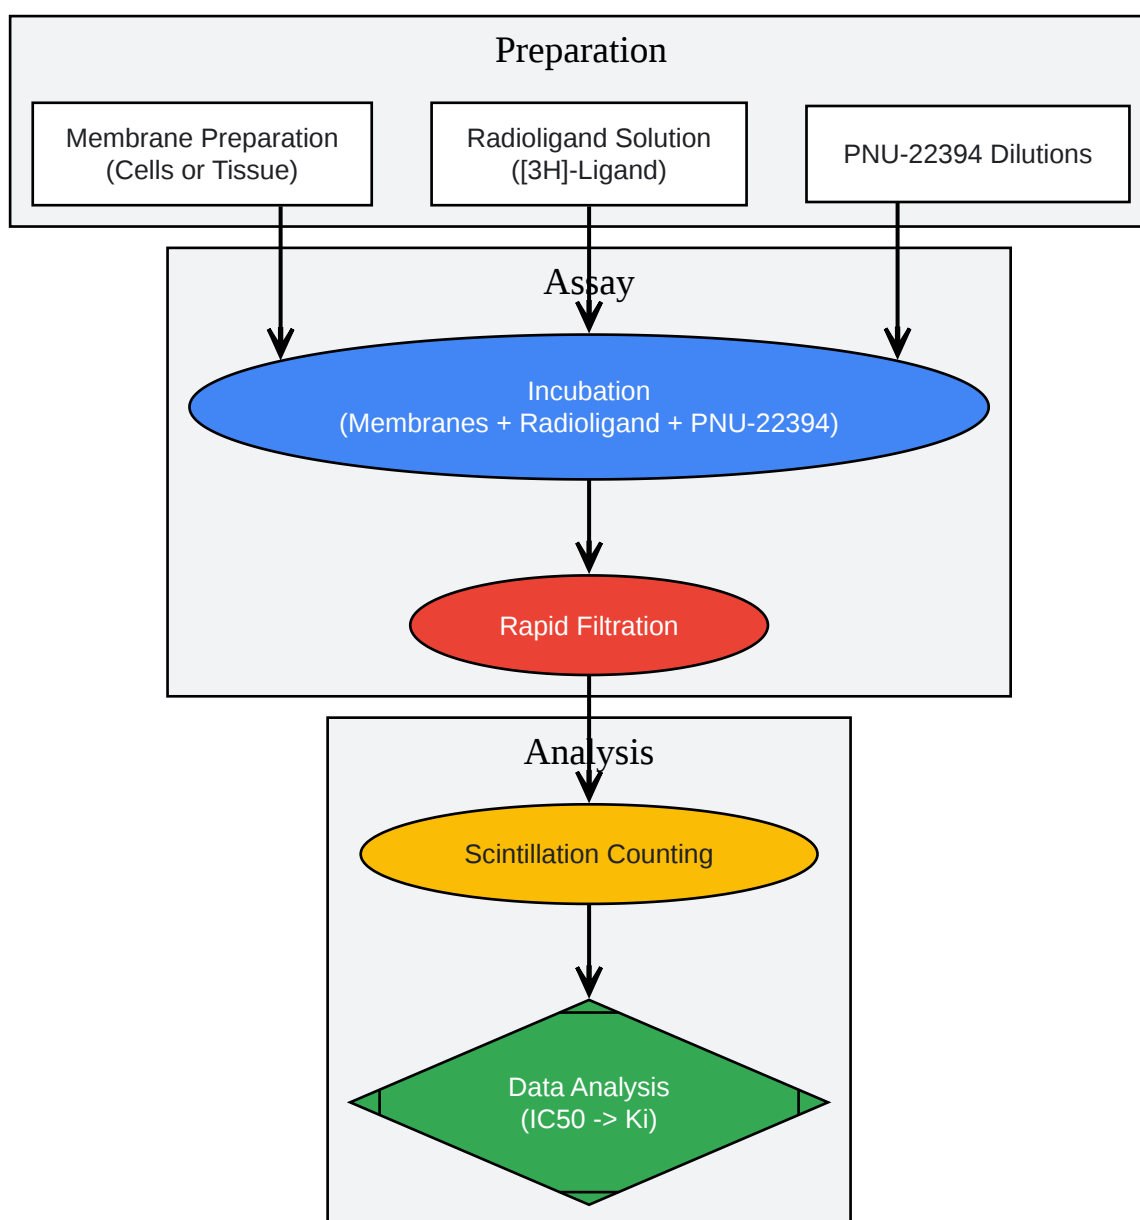 Preparation
Membrane Preparation
(Cells or Tissue)
Radioligand Solution
([3H]-Ligand)
PNU-22394 Dilutions
Assay
Incubation
(Membranes + Radioligand + PNU-22394)
Rapid Filtration
Analysis
Scintillation Counting
Data Analysis
(IC50 -> Ki)